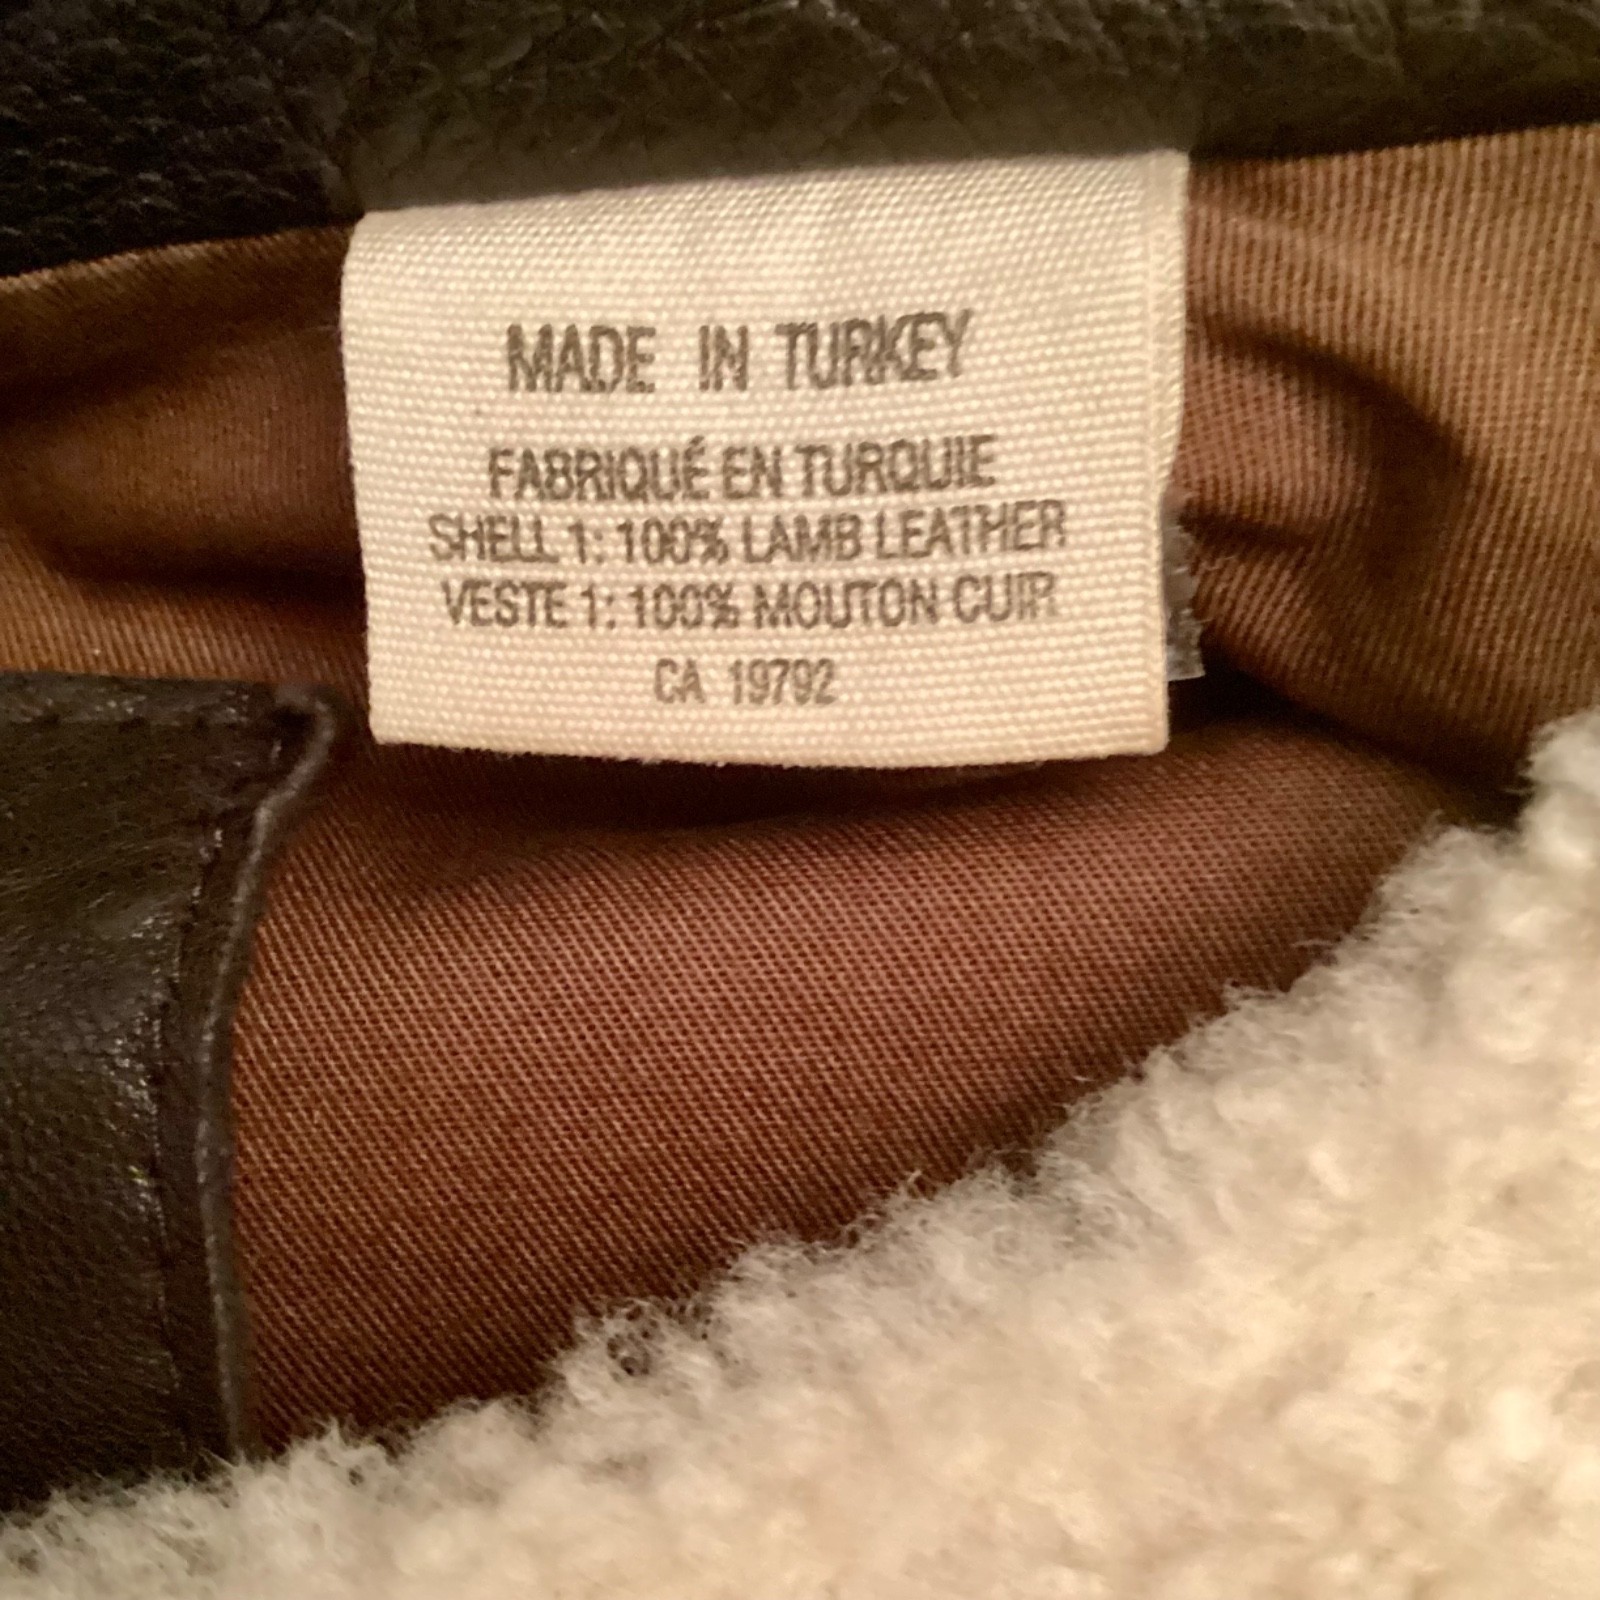 MADE IN TURKEY
FABRIQUÉ EN TURQUIE
SHELL 1: 100% LAMB LEATHER
VESTE 1: 100% MOUTON CUIR
CA 19792